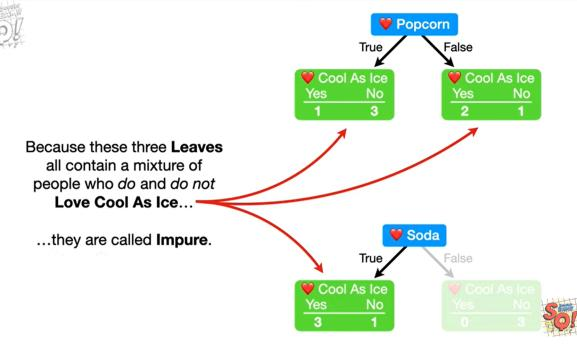 ❤️ Popcorn
True False
❤️ Cool As Ice ❤️ Cool As Ice
Yes No Yes No
1 3 2 1
Because these three Leaves
all contain a mixture of
people who do and do not
Love Cool As Ice…
…they are called Impure.
❤️ Soda
True False
❤️ Cool As Ice ❤️ Cool As Ice
Yes No Yes No
3 1 0 3
SQ!